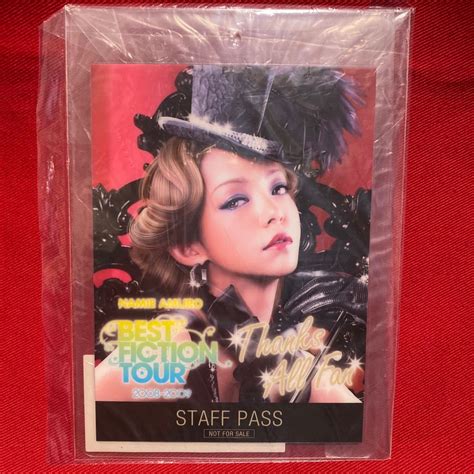 NAMIE AMURO
BEST
FICTION
TOUR
2008-2009
Thanks
All Fan
STAFF PASS
NOT FOR SALE